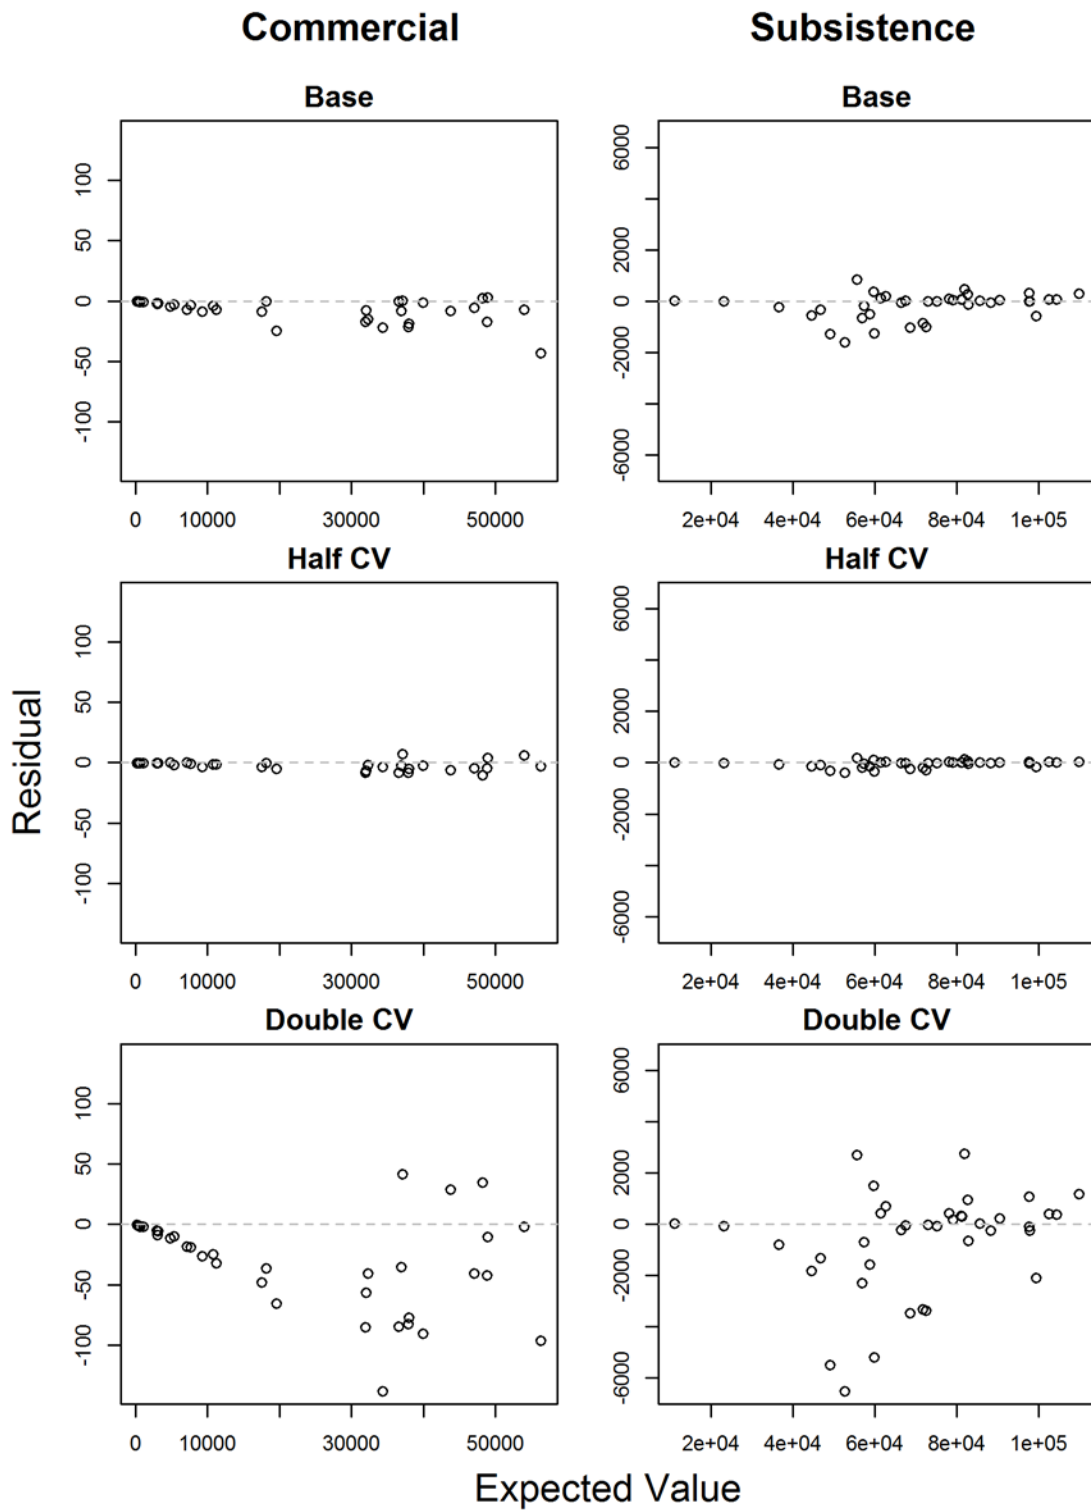 Commercial Subsistence
Base Base
100
50
0
-50
-100
0 10000 30000 50000
6000
2000
0
-2000
-6000
2e+04 4e+04 6e+04 8e+04 1e+05
Half CV Half CV
100
50
0
-50
-100
0 10000 30000 50000
6000
2000
0
-2000
-6000
2e+04 4e+04 6e+04 8e+04 1e+05
Residual
Double CV Double CV
100
50
0
-50
-100
0 10000 30000 50000
6000
2000
0
-2000
-6000
2e+04 4e+04 6e+04 8e+04 1e+05
Expected Value